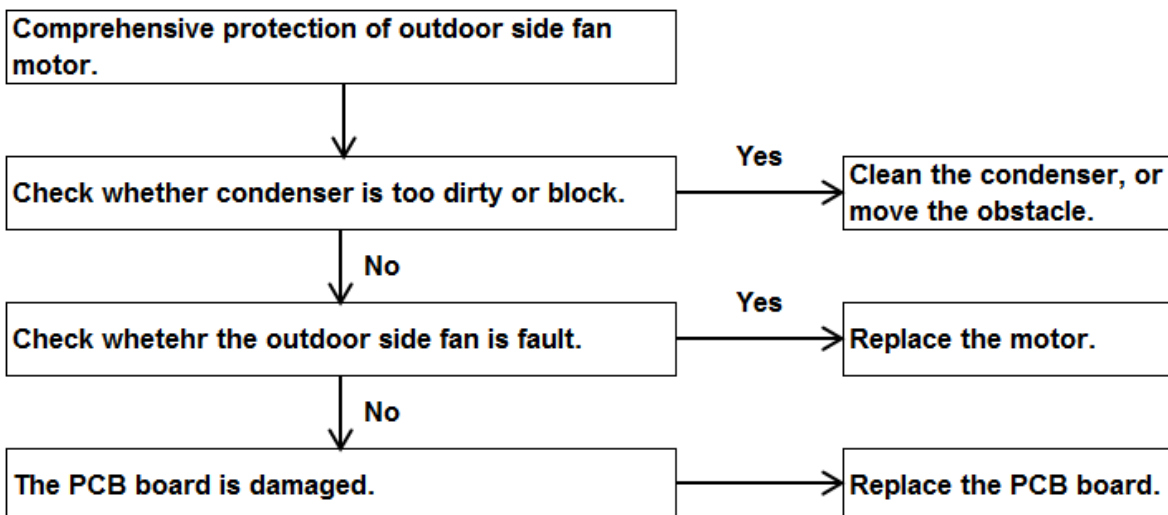 Comprehensive protection of outdoor side fan
motor.
Yes
Check whether condenser is too dirty or block.
Clean the condenser, or
move the obstacle.
No
Yes
Check whetehr the outdoor side fan is fault.
Replace the motor.
No
The PCB board is damaged.
Replace the PCB board.